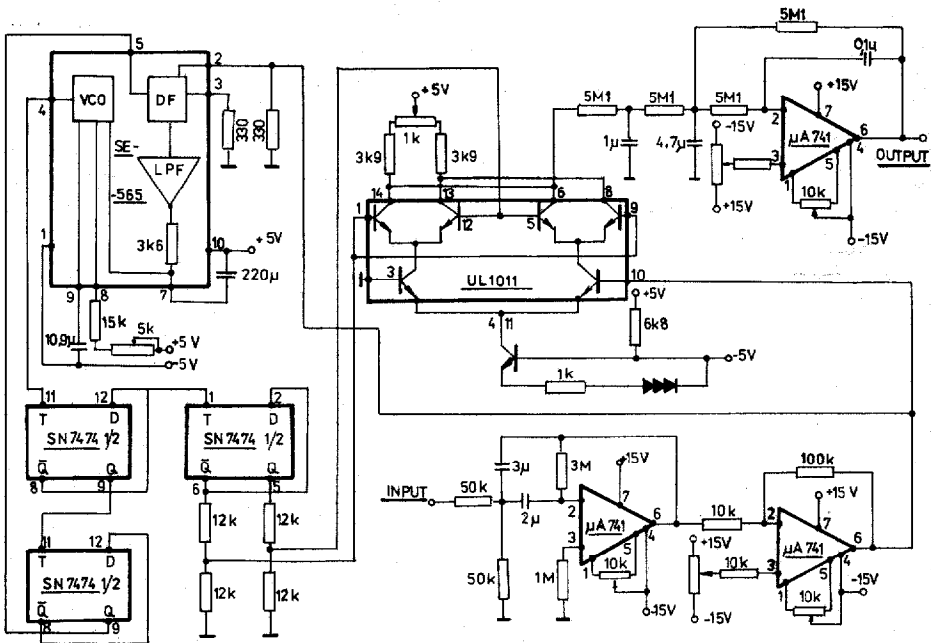 5
2
3
4
VCO
DF
SE-
-565
LPF
3k6
1
10
+5V
220µ
9
8
7
330
330
15k
5k
+5V
-5V
+5V
1k
3k9
3k9
14
13
6
8
1
12
5
9
3
10
UL1011
4
11
+5V
6k8
-5V
1k
5M1
5M1
5M1
5M1
0,1µ
1µ
4,7µ
+15V
-15V
+15V
2
3
7
µA741
6
5
4
1
10k
-15V
OUTPUT
11
12
T
D
SN7474 1/2
Q̅
Q
8
9
1
2
T
D
SN7474 1/2
Q̅
Q
6
5
12k
12k
12k
12k
11
12
T
D
SN7474 1/2
Q̅
Q
8
9
INPUT
50k
3µ
2µ
3M
50k
1M
+15V
2
3
7
µA741
6
5
4
1
10k
-15V
10k
100k
+15V
10k
-15V
+15V
2
3
7
µA741
6
5
4
1
10k
-15V